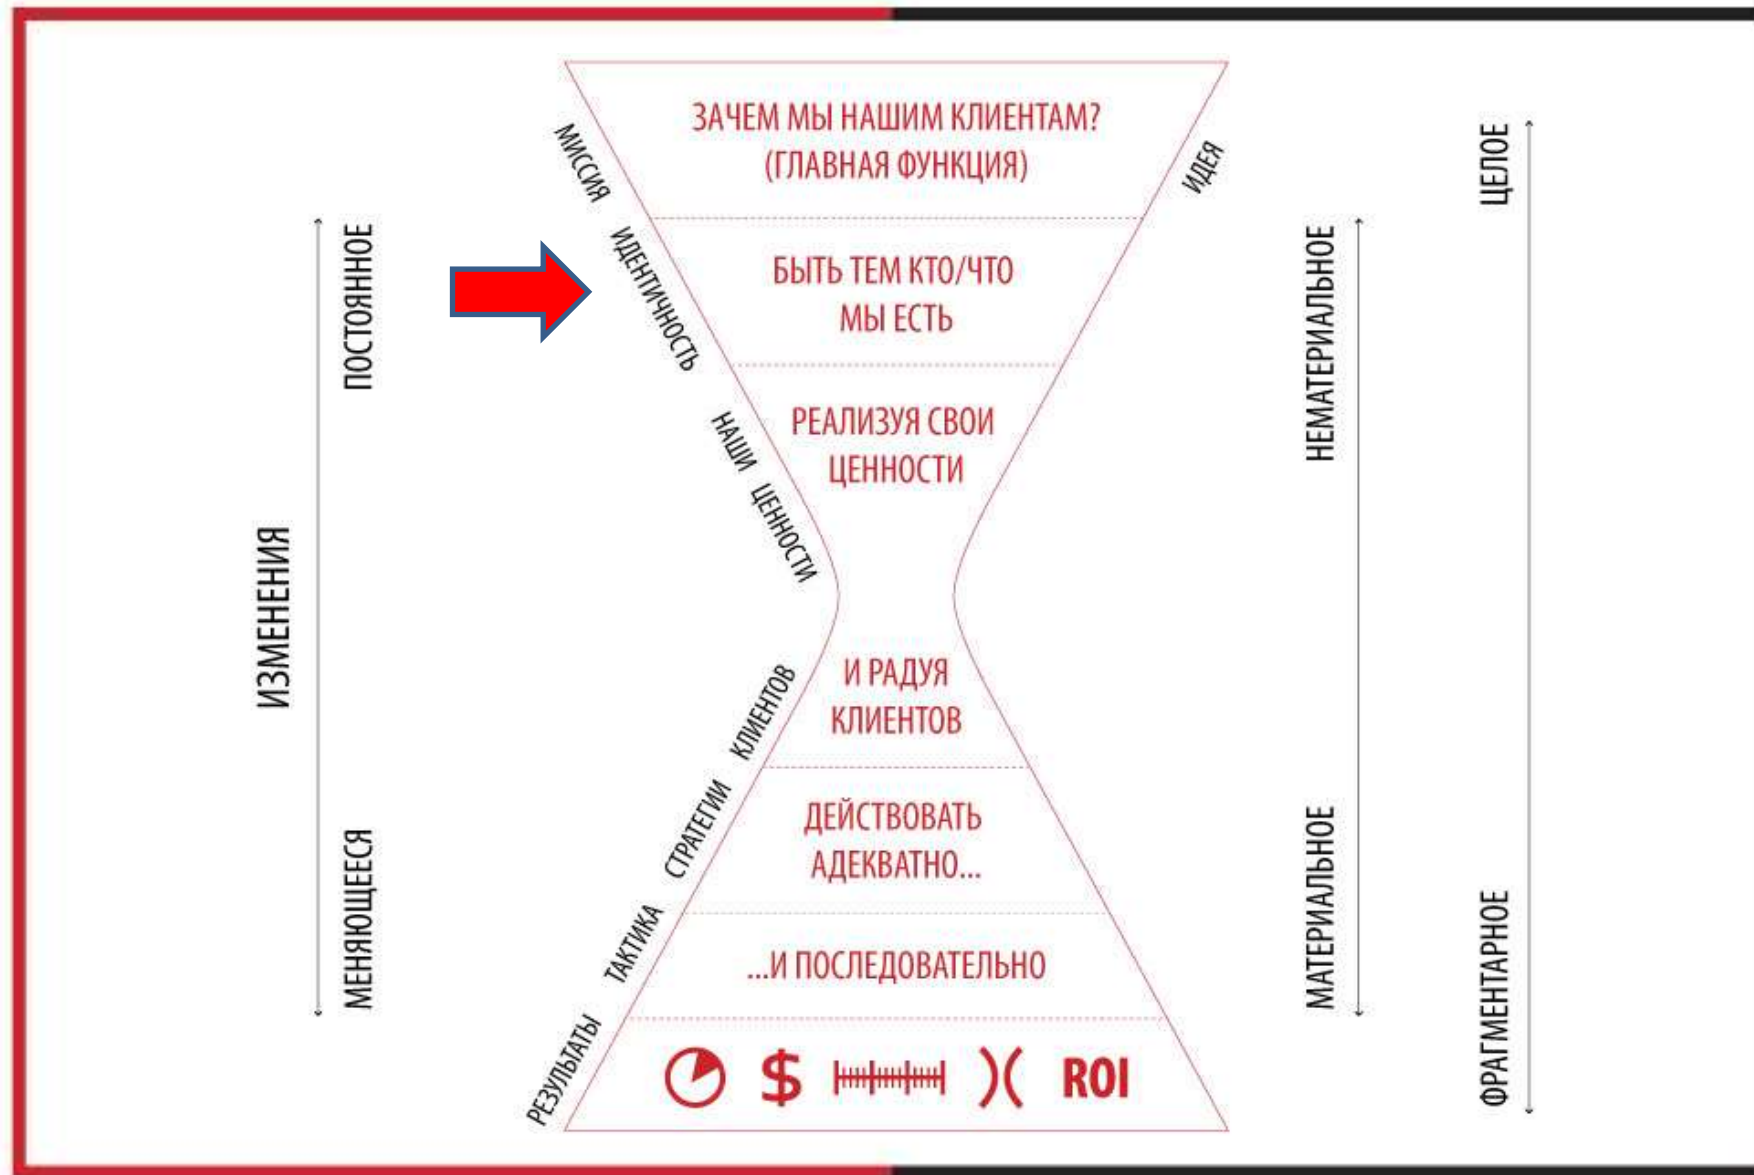 ЗАЧЕМ МЫ НАШИМ КЛИЕНТАМ?
(ГЛАВНАЯ ФУНКЦИЯ)
МИССИЯ
ИДЕЯ
ЦЕЛОЕ
БЫТЬ ТЕМ КТО/ЧТО
МЫ ЕСТЬ
ИДЕНТИЧНОСТЬ
ПОСТОЯННОЕ
НЕМАТЕРИАЛЬНОЕ
РЕАЛИЗУЯ СВОИ
ЦЕННОСТИ
НАШИ ЦЕННОСТИ
ИЗМЕНЕНИЯ
И РАДУЯ
КЛИЕНТОВ
КЛИЕНТОВ
ДЕЙСТВОВАТЬ
АДЕКВАТНО...
СТРАТЕГИИ
МЕНЯЮЩЕЕСЯ
МАТЕРИАЛЬНОЕ
...И ПОСЛЕДОВАТЕЛЬНО
ТАКТИКА
ФРАГМЕНТАРНОЕ
РЕЗУЛЬТАТЫ
$ ROI